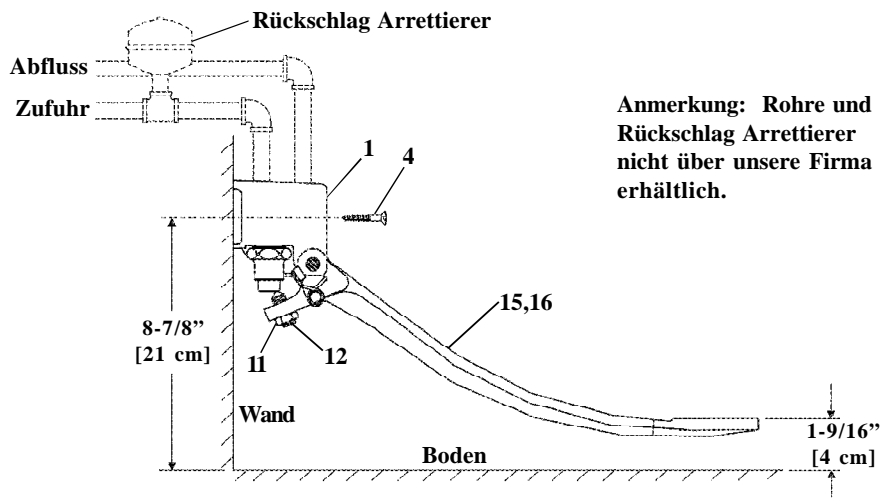 Rückschlag Arrettierer
Abfluss
Zufuhr
Anmerkung: Rohre und
Rückschlag Arrettierer
nicht über unsere Firma
erhältlich.
1
4
15,16
8-7/8”
[21 cm]
11
12
Wand
1-9/16”
[4 cm]
Boden